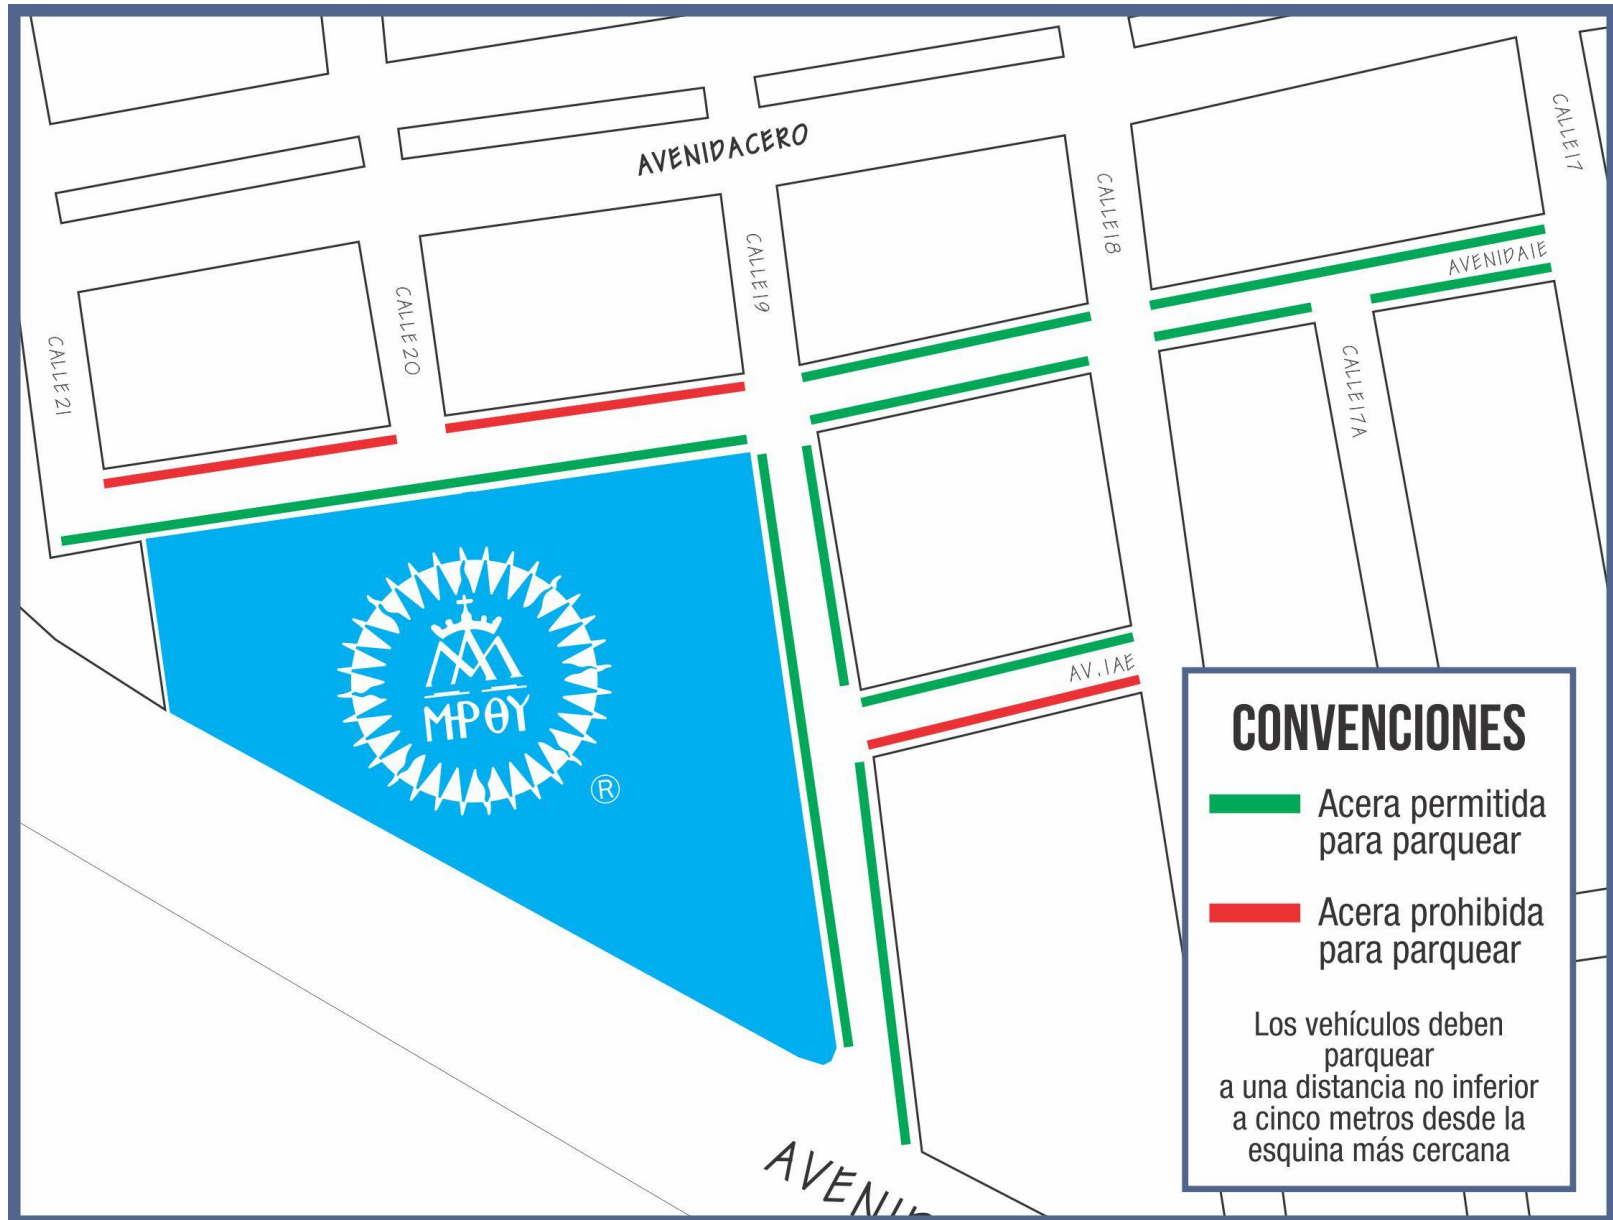 AVENIDACERO
CALLE17
CALLE18
CALLE19
CALLE20
CALLE21
AVENIDAIE
CALLE17A
AV.IAE
ΜΡΘΥ
®
CONVENCIONES
Acera permitida
para parquear
Acera prohibida
para parquear
Los vehículos deben
parquear
a una distancia no inferior
a cinco metros desde la
esquina más cercana